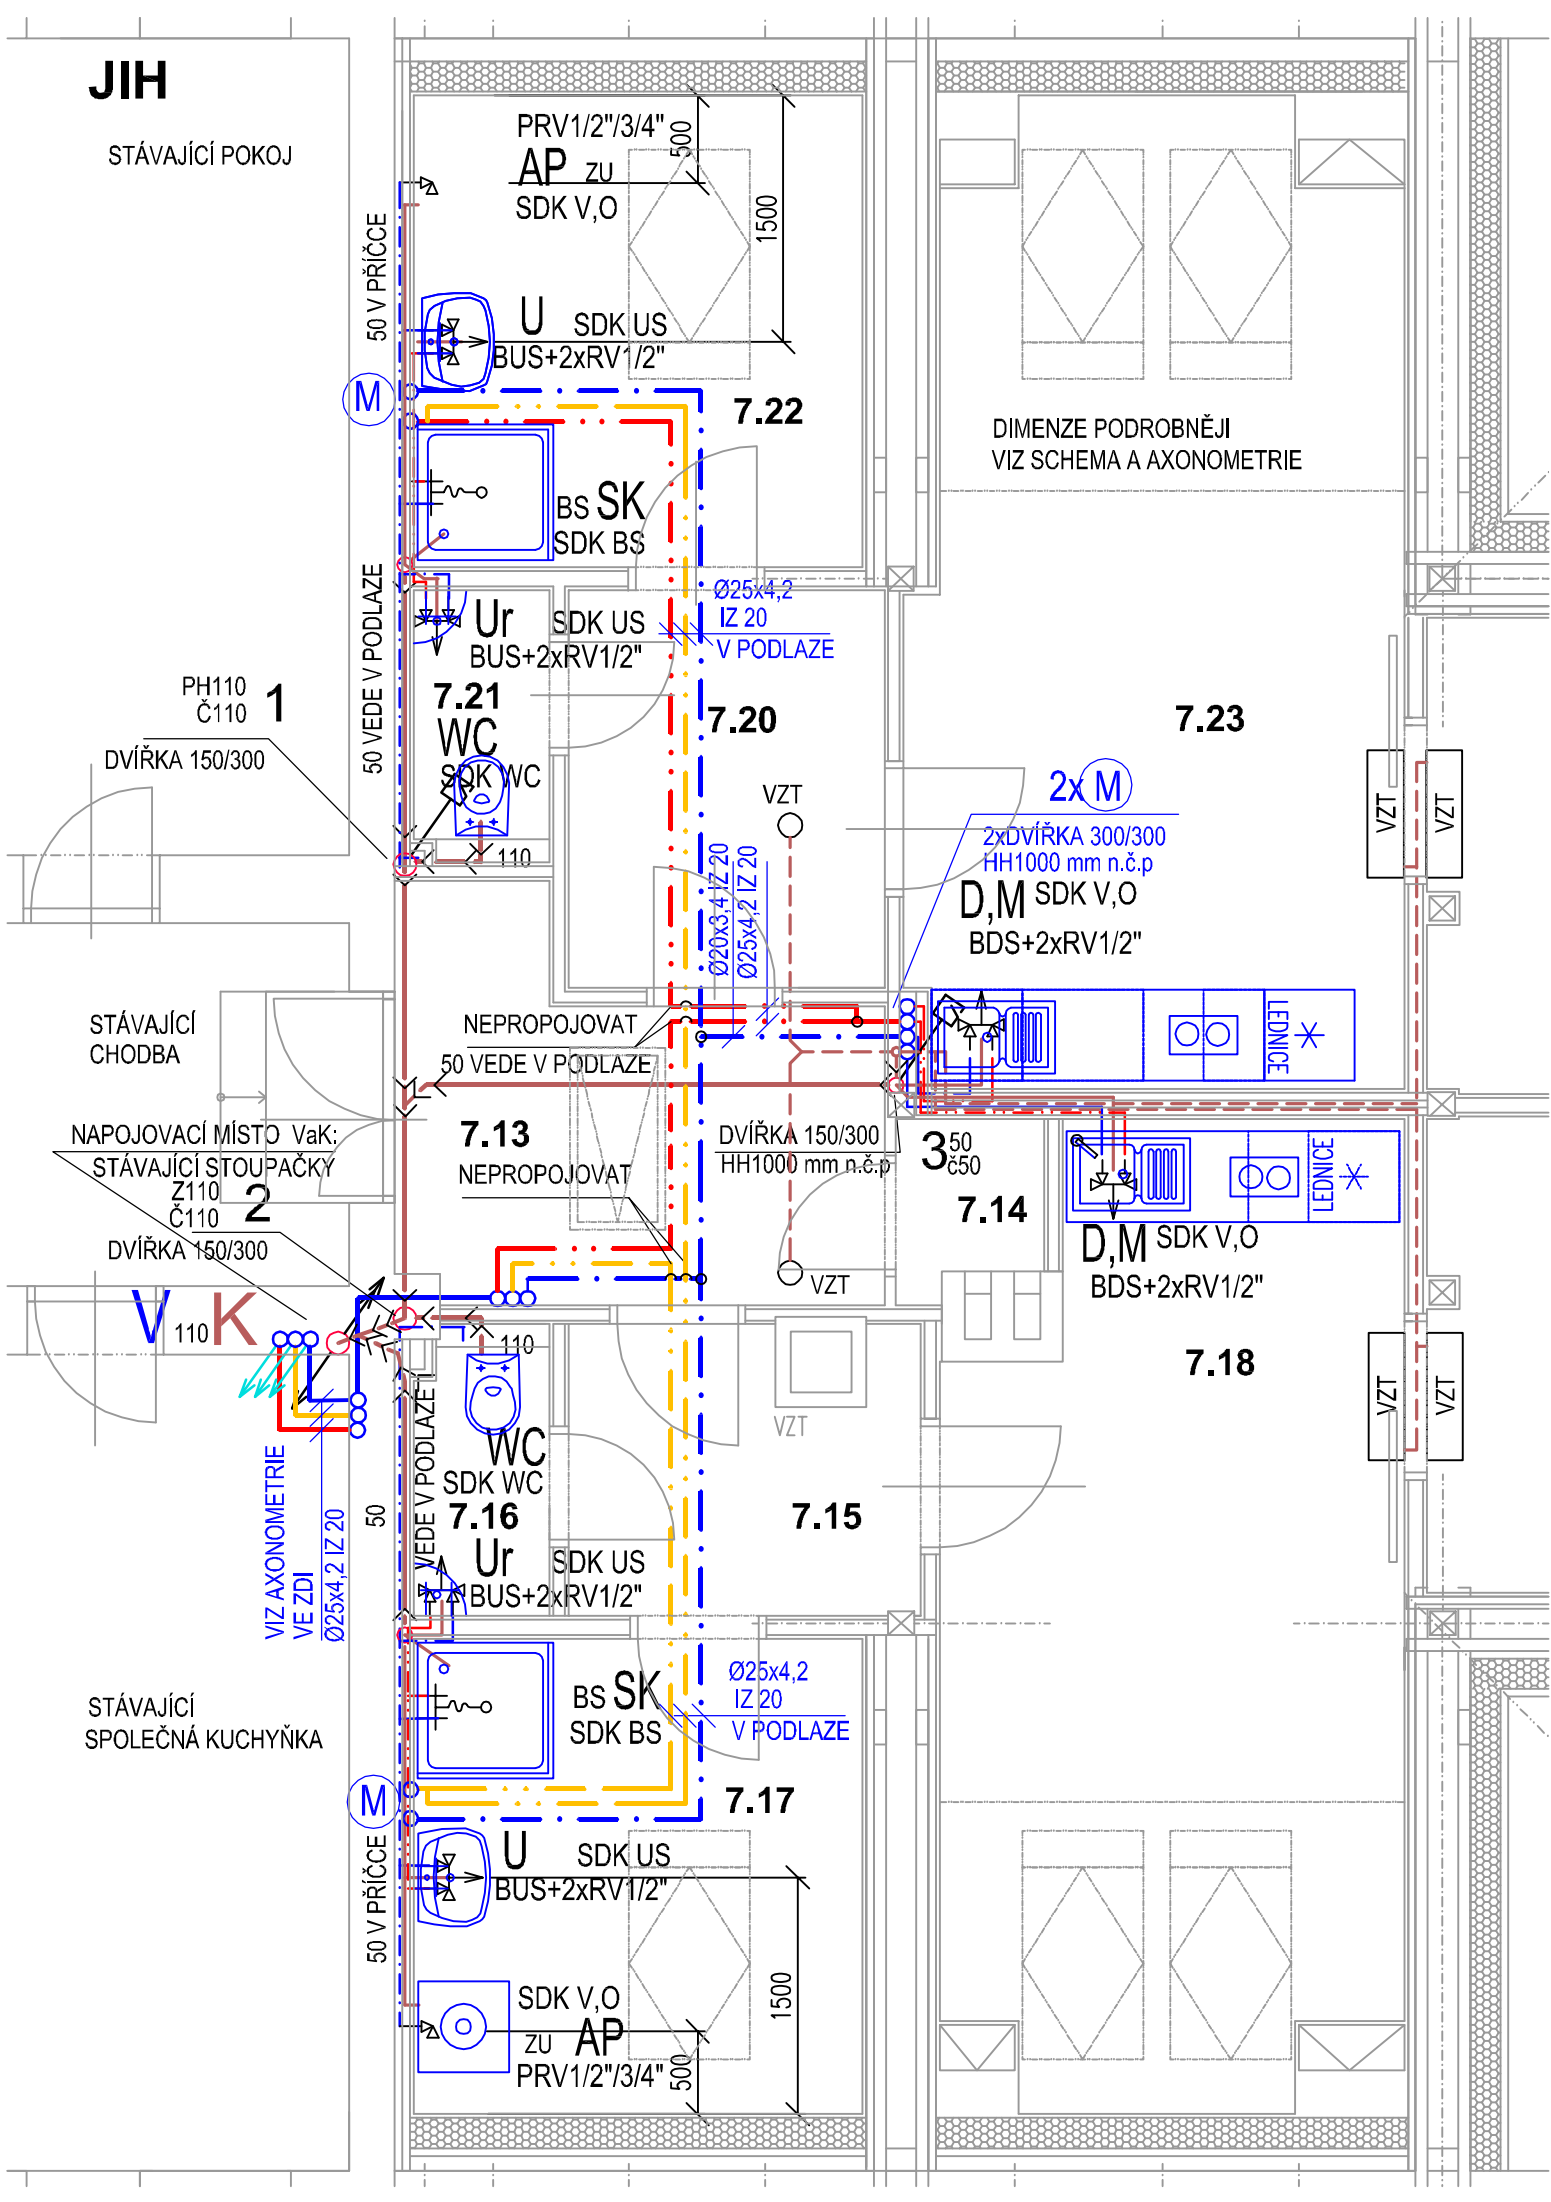 JIH
STÁVAJÍCÍ POKOJ
PRV1/2"/3/4"
AP ZU
SDK V,O
500
1500
50 V PŘÍČCE
U SDK US
BUS+2xRV1/2"
M
7.22
DIMENZE PODROBNĚJI
VIZ SCHEMA A AXONOMETRIE
BS SK
SDK BS
50 VEDE V PODLAZE
Ø25x4,2
IZ 20
V PODLAZE
Ur SDK US
BUS+2xRV1/2"
7.21
WC
SDK WC
7.20
7.23
PH110
Č110
1
DVÍŘKA 150/300
110
VZT
2x M
2xDVÍŘKA 300/300
HH1000 mm n.č.p
D,M SDK V,O
BDS+2xRV1/2"
VZT
VZT
Ø20x3,4 IZ 20
Ø25x4,2 IZ 20
STÁVAJÍCÍ
CHODBA
NEPROPOJOVAT
50 VEDE V PODLAZE
LEDNICE
7.13
NEPROPOJOVAT
DVÍŘKA 150/300
HH1000 mm n.č.p
3 50
č50
7.14
LEDNICE
NAPOJOVACÍ MÍSTO VaK:
STÁVAJÍCÍ STOUPAČKY
Z110
Č110
2
DVÍŘKA 150/300
D,M SDK V,O
BDS+2xRV1/2"
VZT
V 110 K
110
7.18
VZT
VZT
VZT
WC
SDK WC
7.16
7.15
50
VEDE V PODLAZE
VIZ AXONOMETRIE
VE ZDI
Ø25x4,2 IZ 20
Ur SDK US
BUS+2xRV1/2"
BS SK
SDK BS
Ø25x4,2
IZ 20
V PODLAZE
STÁVAJÍCÍ
SPOLEČNÁ KUCHYŇKA
M
7.17
50 V PŘÍČCE
U SDK US
BUS+2xRV1/2"
SDK V,O
ZU AP
PRV1/2"/3/4"
500
1500